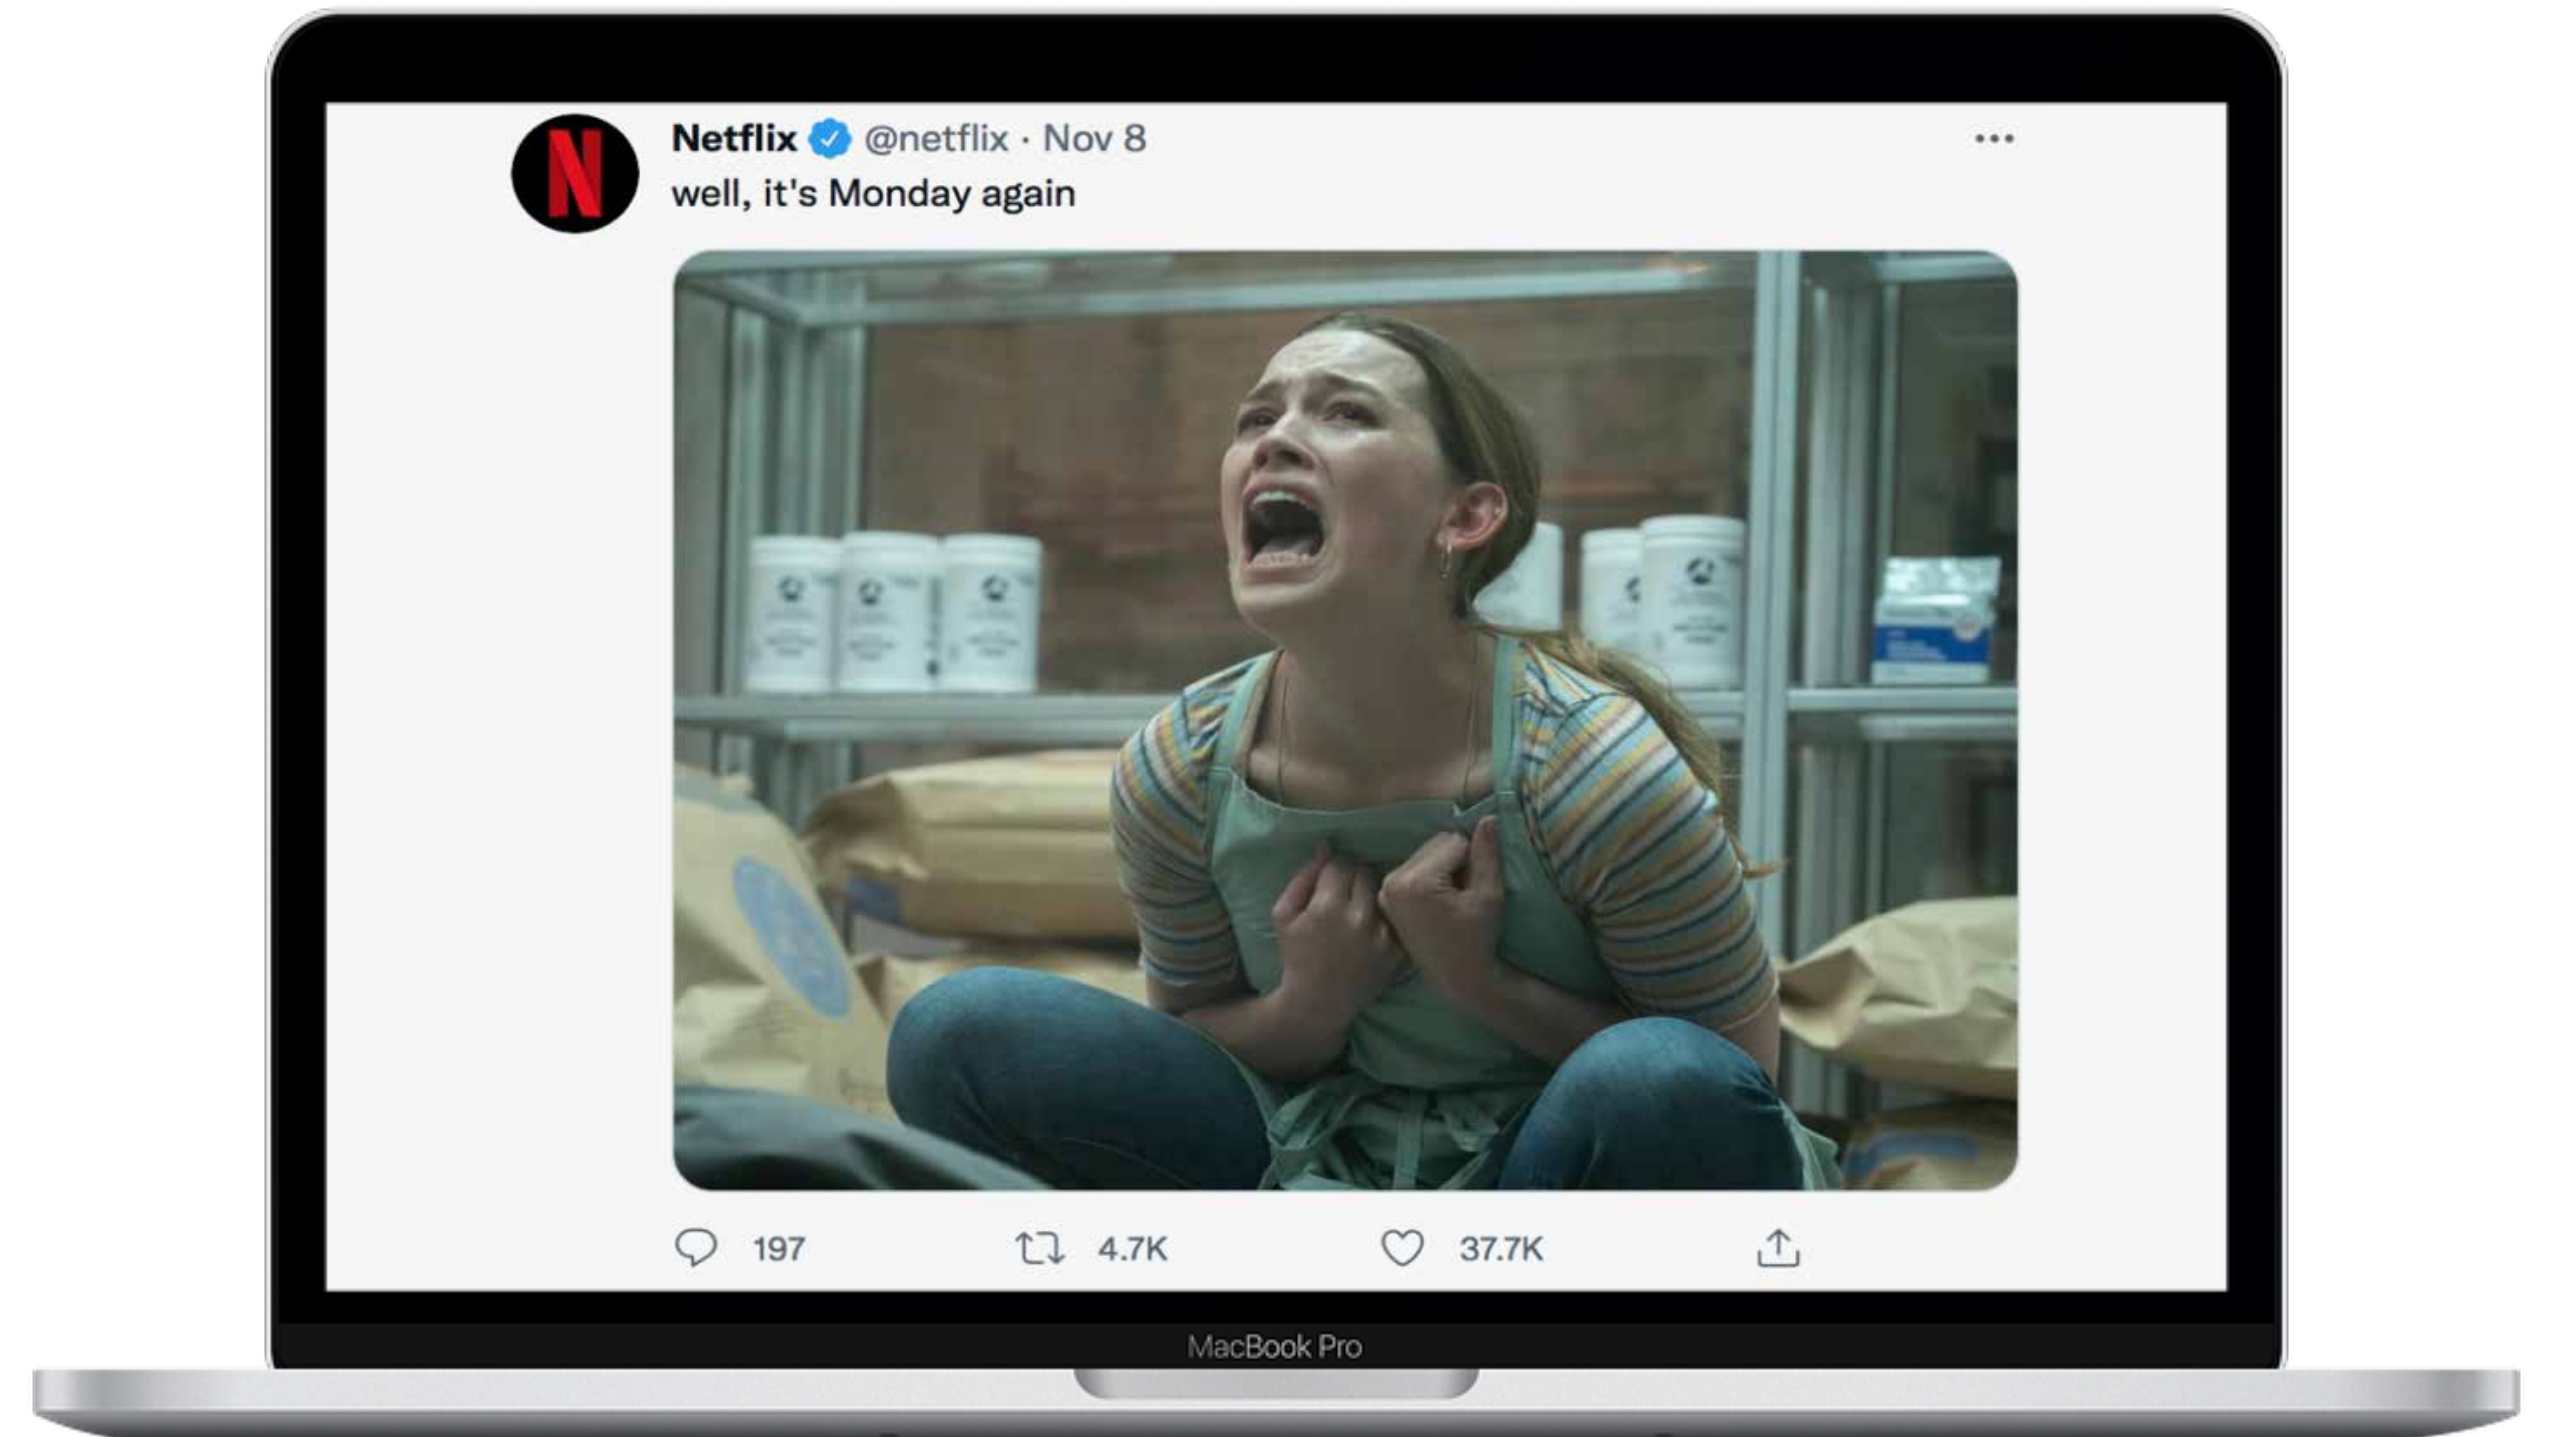 Netflix @netflix · Nov 8
well, it's Monday again
197 4.7K 37.7K
MacBook Pro